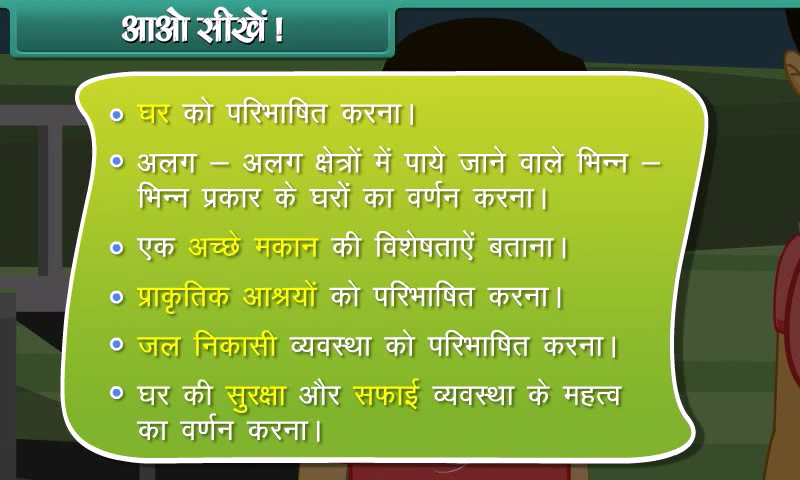 आओ सीखें !
घर को परिभाषित करना।
अलग – अलग क्षेत्रों में पाये जाने वाले भिन्न –
भिन्न प्रकार के घरों का वर्णन करना।
एक अच्छे मकान की विशेषताऐं बताना।
प्राकृतिक आश्रयों को परिभाषित करना।
जल निकासी व्यवस्था को परिभाषित करना।
घर की सुरक्षा और सफाई व्यवस्था के महत्व
का वर्णन करना।